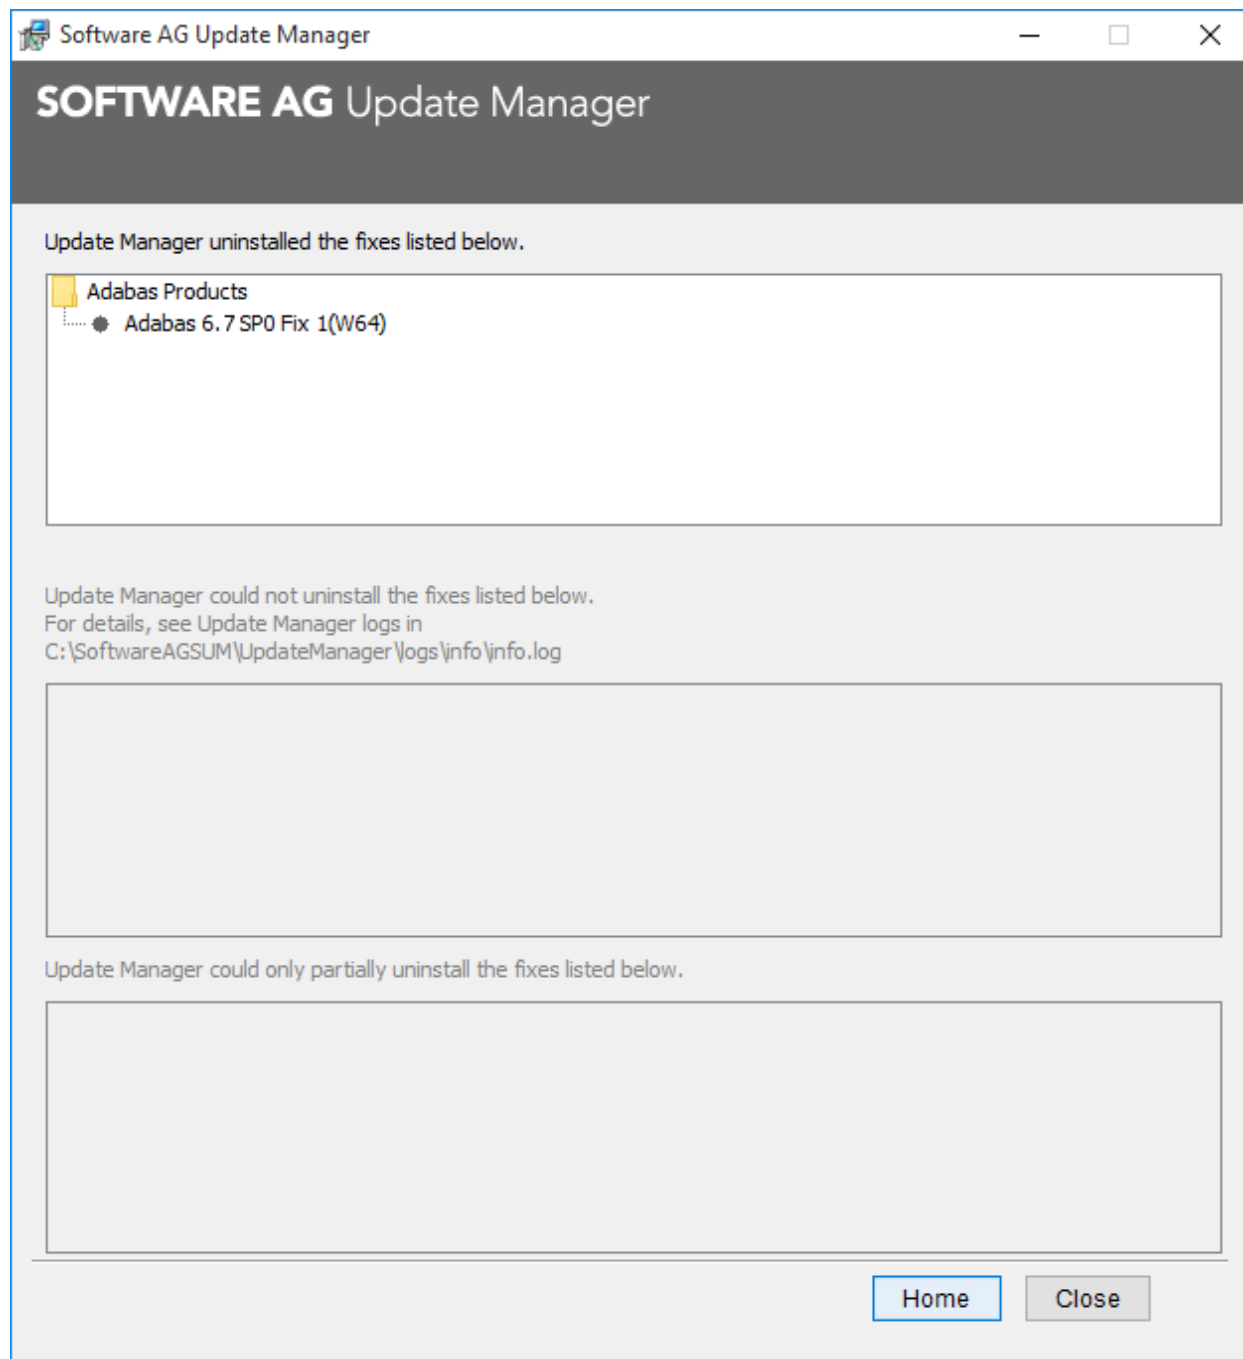 Software AG Update Manager
SOFTWARE AG Update Manager
Update Manager uninstalled the fixes listed below.
Adabas Products
Adabas 6.7 SP0 Fix 1(W64)
Update Manager could not uninstall the fixes listed below.
For details, see Update Manager logs in
C:\SoftwareAGSUM\UpdateManager\logs\info\info.log
Update Manager could only partially uninstall the fixes listed below.
Home
Close